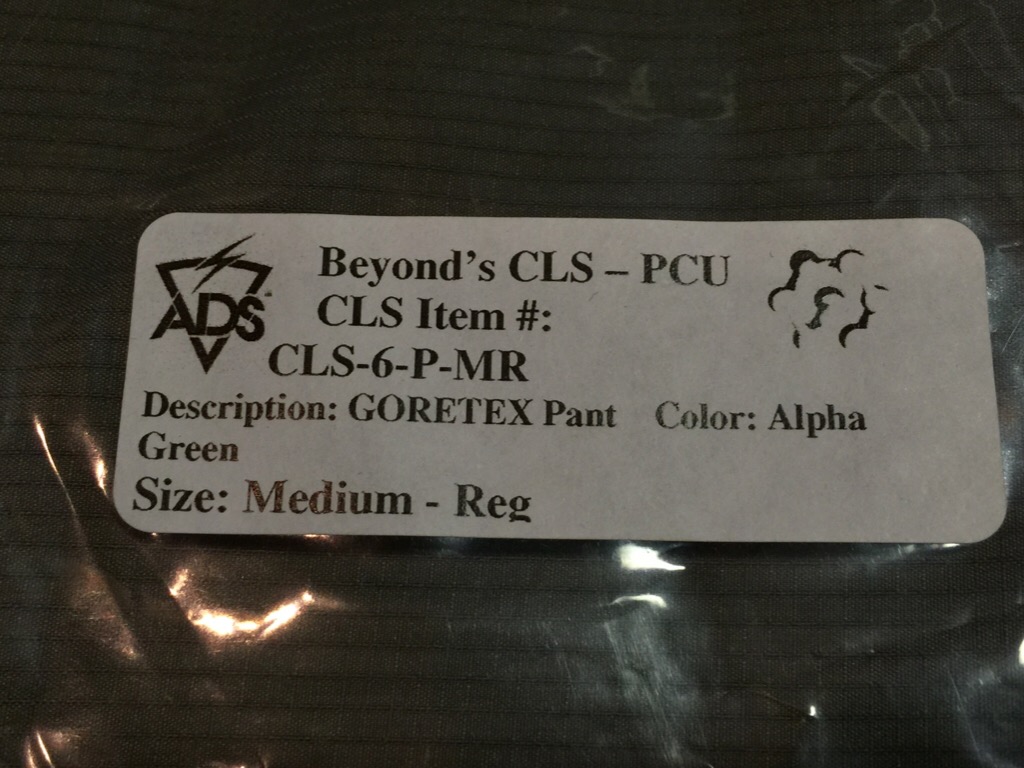 ADS
Beyond's CLS – PCU
CLS Item #:
CLS-6-P-MR
Description: GORETEX Pant Color: Alpha
Green
Size: Medium - Reg